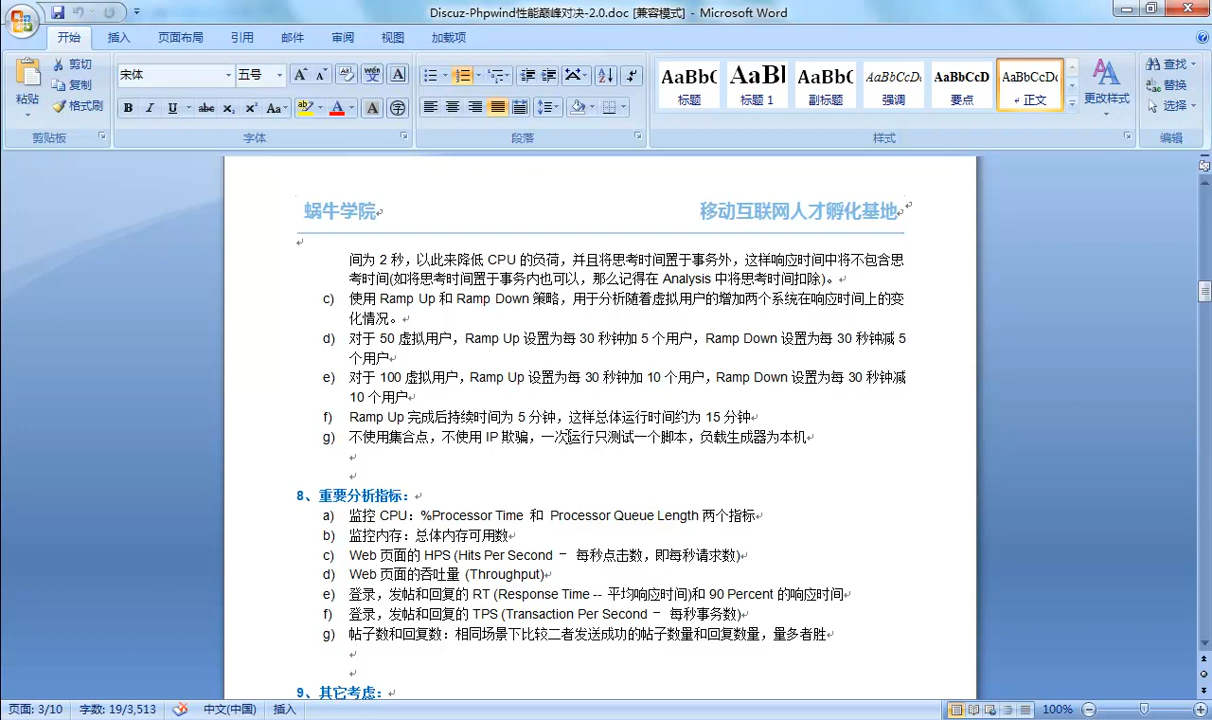 Discuz-Phpwind性能巅峰对决-2.0.doc [兼容模式] - Microsoft Word
开始 插入 页面布局 引用 邮件 审阅 视图 加载项
剪切
复制
格式刷
粘贴
剪贴板
宋体 五号
字体
段落
AaBbC 标题
AaBl 标题 1
AaBbC 副标题
AaBbCcD 强调
AaBbCcD 要点
AaBbCcDc 正文
更改样式
样式
查找
替换
选择
编辑
蜗牛学院 移动互联网人才孵化基地
间为 2 秒，以此来降低 CPU 的负荷，并且将思考时间置于事务外，这样响应时间中将不包含思
考时间(如将思考时间置于事务内也可以，那么记得在 Analysis 中将思考时间扣除)。
c) 使用 Ramp Up 和 Ramp Down 策略，用于分析随着虚拟用户的增加两个系统在响应时间上的变
化情况。
d) 对于 50 虚拟用户，Ramp Up 设置为每 30 秒钟加 5 个用户，Ramp Down 设置为每 30 秒钟减 5
个用户
e) 对于 100 虚拟用户，Ramp Up 设置为每 30 秒钟加 10 个用户，Ramp Down 设置为每 30 秒钟减
10 个用户
f) Ramp Up 完成后持续时间为 5 分钟，这样总体运行时间约为 15 分钟
g) 不使用集合点，不使用 IP 欺骗，一次运行只测试一个脚本，负载生成器为本机
8、重要分析指标：
a) 监控 CPU：%Processor Time 和 Processor Queue Length 两个指标
b) 监控内存：总体内存可用数
c) Web 页面的 HPS (Hits Per Second – 每秒点击数，即每秒请求数)
d) Web 页面的吞吐量 (Throughput)
e) 登录，发帖和回复的 RT (Response Time -- 平均响应时间)和 90 Percent 的响应时间
f) 登录，发帖和回复的 TPS (Transaction Per Second – 每秒事务数)
g) 帖子数和回复数：相同场景下比较二者发送成功的帖子数量和回复数量，量多者胜
9、其它考虑：
页面: 3/10 字数: 19/3,513 中文(中国) 插入 100%